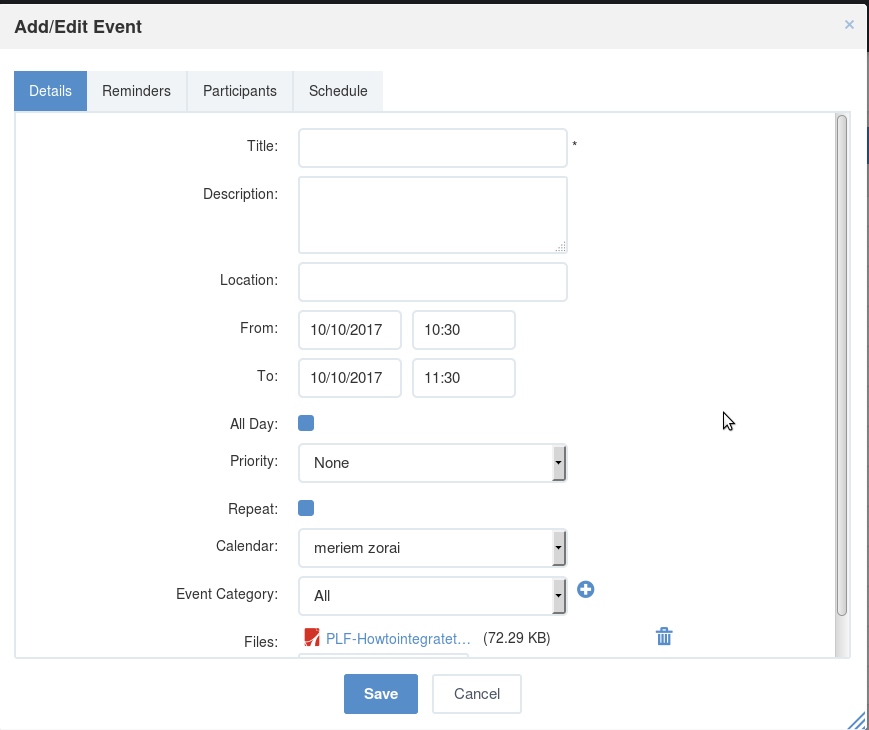 Add/Edit Event ×
Details Reminders Participants Schedule
Title: *
Description:
Location:
From: 10/10/2017 10:30
To: 10/10/2017 11:30
All Day:
Priority: None
Repeat:
Calendar: meriem zorai
Event Category: All
Files: PLF-Howtointegratet... (72.29 KB)
Save Cancel